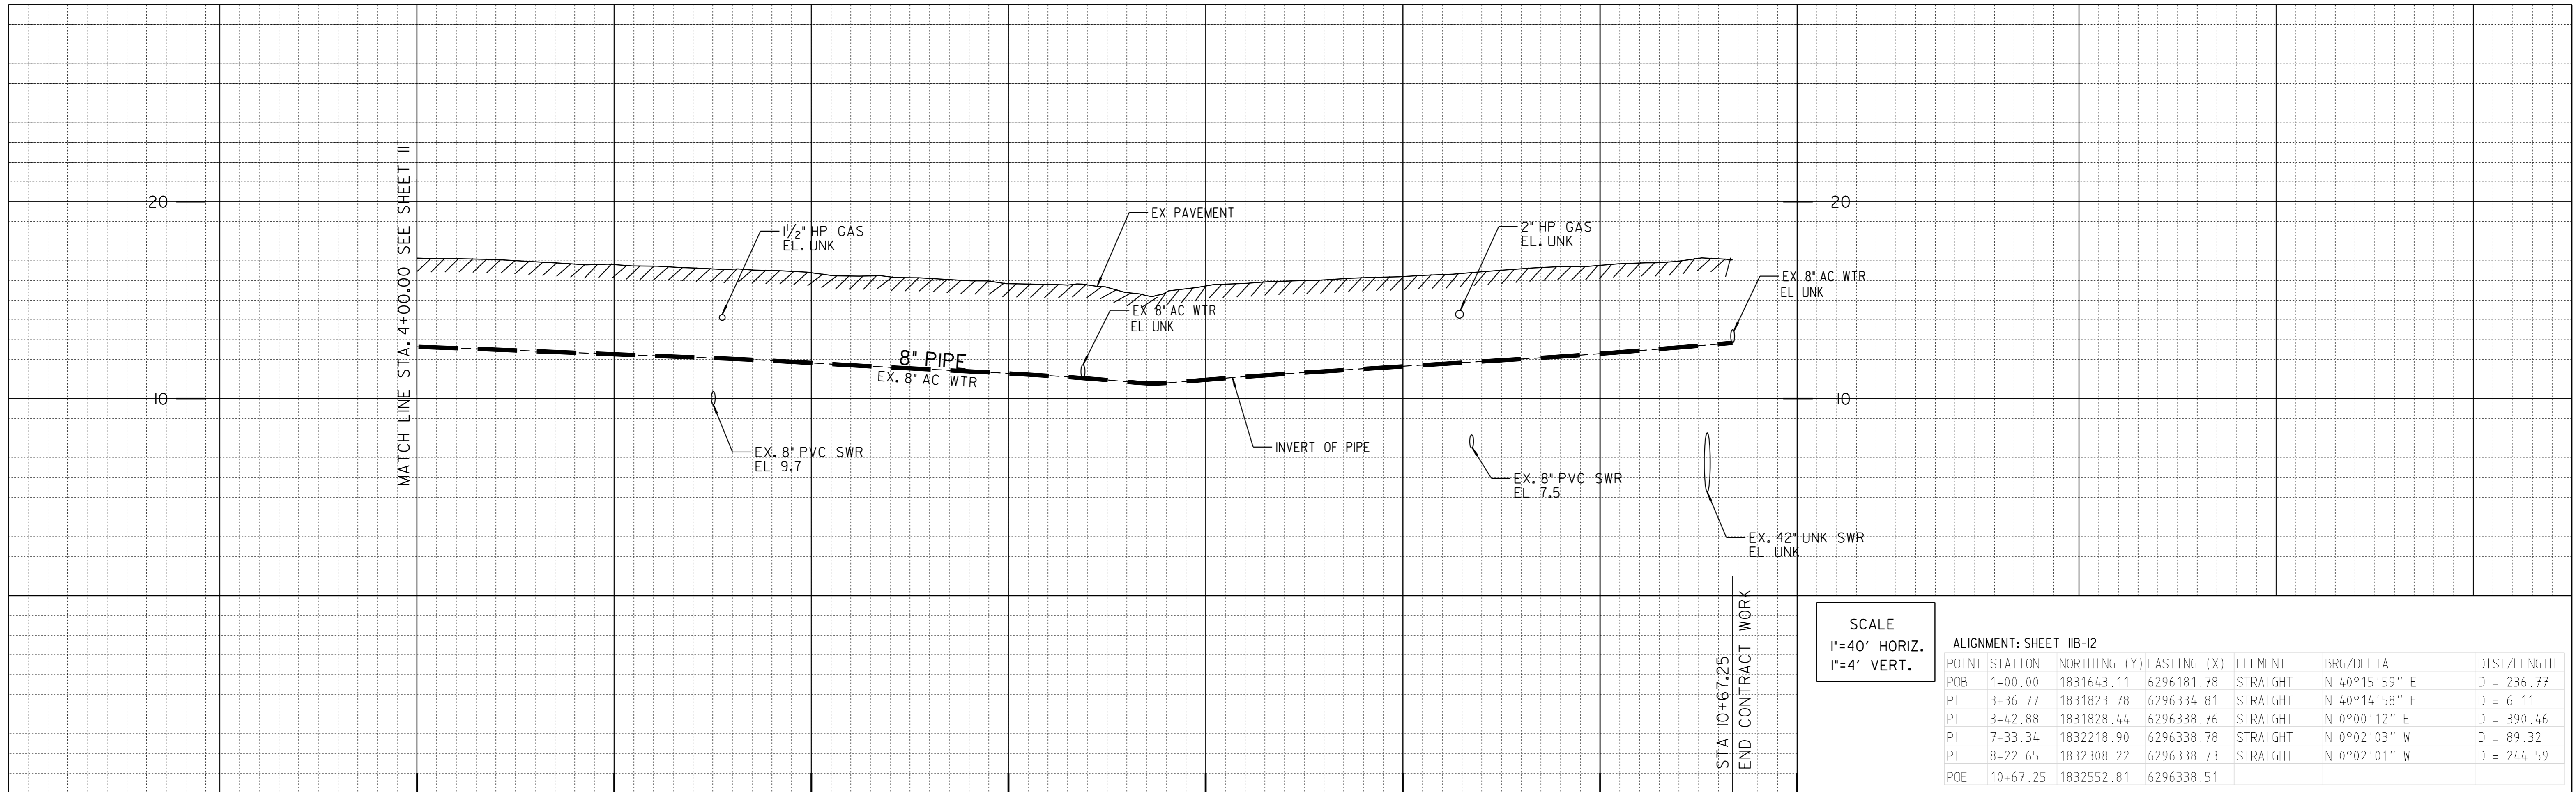 MATCH LINE STA. 4+00.00 SEE SHEET 11
20
10
1 1/2" HP GAS
EL. UNK
EX PAVEMENT
EX 8" AC WTR
EL UNK
8" PIPE
EX. 8" AC WTR
EX. 8" PVC SWR
EL 9.7
INVERT OF PIPE
2" HP GAS
EL. UNK
EX 8" AC WTR
EL UNK
EX. 8" PVC SWR
EL 7.5
EX. 42" UNK SWR
EL UNK
20
10
STA 10+67.25
END CONTRACT WORK
SCALE
1"=40' HORIZ.
1"=4' VERT.
ALIGNMENT: SHEET 11B-12
POINT STATION NORTHING (Y) EASTING (X) ELEMENT BRG/DELTA DIST/LENGTH
POB 1+00.00 1831643.11 6296181.78 STRAIGHT N 40°15'59" E D = 236.77
PI 3+36.77 1831823.78 6296334.81 STRAIGHT N 40°14'58" E D = 6.11
PI 3+42.88 1831828.44 6296338.76 STRAIGHT N 0°00'12" E D = 390.46
PI 7+33.34 1832218.90 6296338.78 STRAIGHT N 0°02'03" W D = 89.32
PI 8+22.65 1832308.22 6296338.73 STRAIGHT N 0°02'01" W D = 244.59
POE 10+67.25 1832552.81 6296338.51